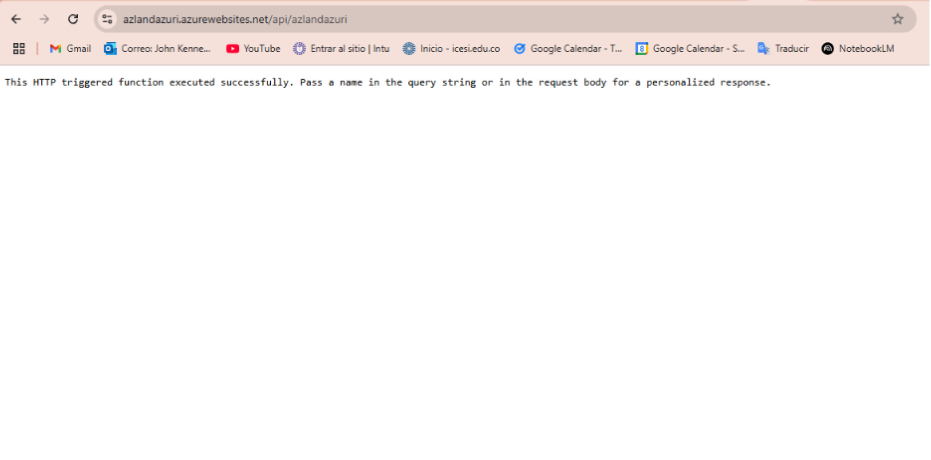 azlandazuri.azurewebsites.net/api/azlandazuri
Gmail Correo: John Kenne... YouTube Entrar al sitio | Intu Inicio - icesi.edu.co Google Calendar - T... 8 Google Calendar - S... Traducir NotebookLM
This HTTP triggered function executed successfully. Pass a name in the query string or in the request body for a personalized response.